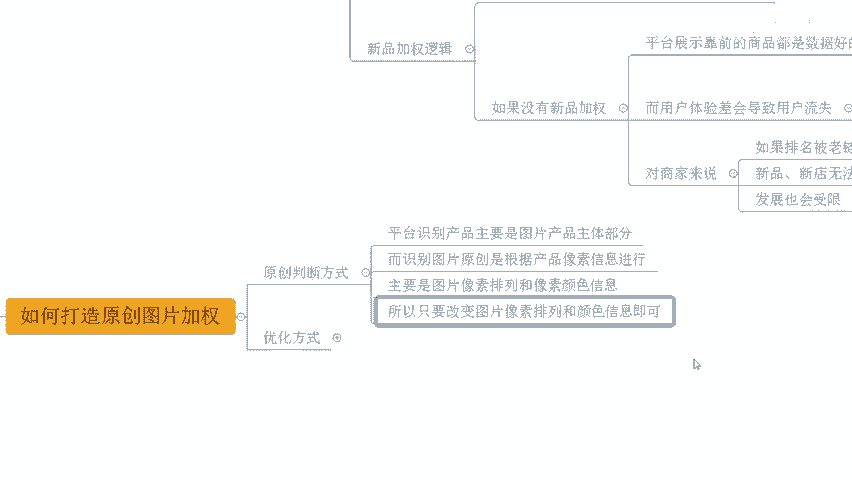 平台展示靠前的商品都是数据好的
新品加权逻辑
如果没有新品加权
而用户体验差会导致用户流失
如果排名被老链
对商家来说
新品、新店无法
发展也会受限
平台识别产品主要是图片产品主体部分
而识别图片原创是根据产品像素信息进行
原创判断方式
主要是图片像素排列和像素颜色信息
所以只要改变图片像素排列和颜色信息即可
如何打造原创图片加权
优化方式